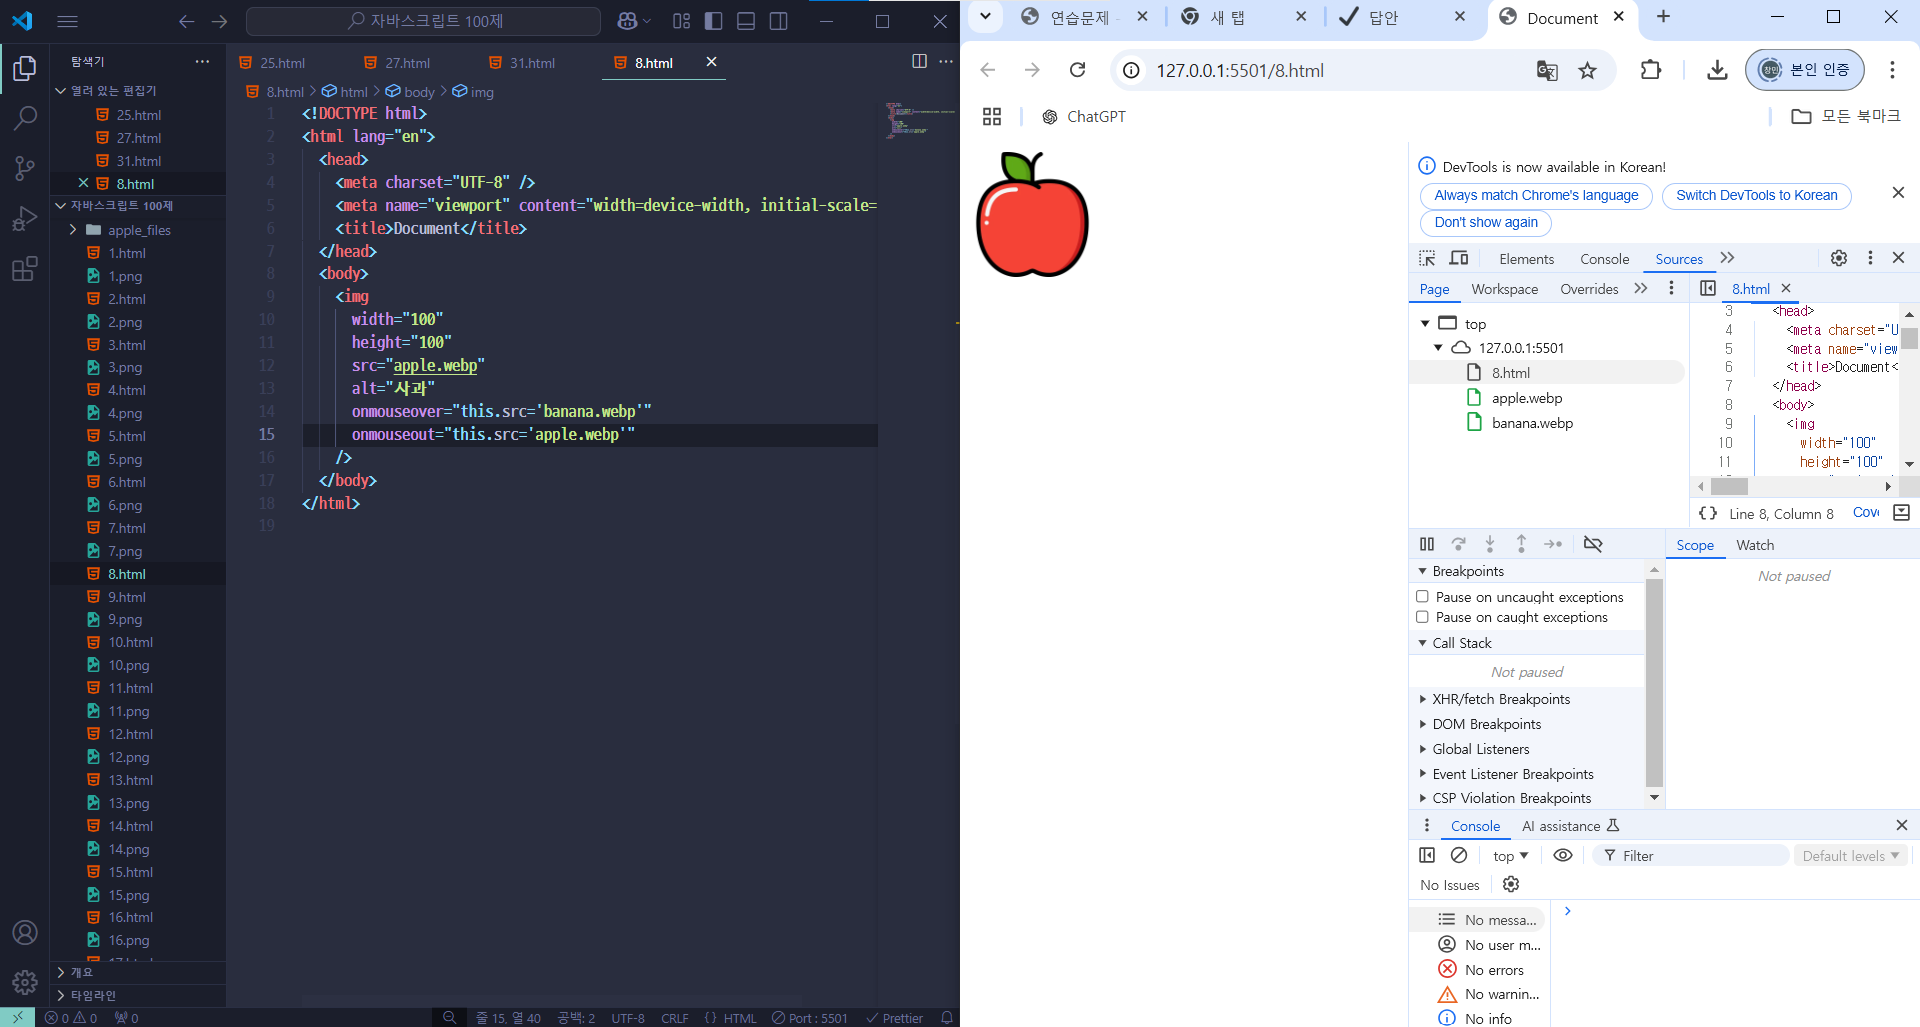 자바스크립트 100제
탐색기
열려 있는 편집기
25.html
27.html
31.html
8.html
자바스크립트 100제
apple_files
1.html
1.png
2.html
2.png
3.html
3.png
4.html
4.png
5.html
5.png
6.html
6.png
7.html
7.png
8.html
9.html
9.png
10.html
10.png
11.html
11.png
12.html
12.png
13.html
13.png
14.html
14.png
15.html
15.png
16.html
16.png
개요
타임라인
25.html 27.html 31.html 8.html
8.html html body img
1 <!DOCTYPE html>
2 <html lang="en">
3 <head>
4 <meta charset="UTF-8" />
5 <meta name="viewport" content="width=device-width, initial-scale=
6 <title>Document</title>
7 </head>
8 <body>
9 <img
10 width="100"
11 height="100"
12 src="apple.webp"
13 alt="사과"
14 onmouseover="this.src='banana.webp'"
15 onmouseout="this.src='apple.webp'"
16 />
17 </body>
18 </html>
19
0 0 0 줄 15, 열 40 공백: 2 UTF-8 CRLF {} HTML Port : 5501 Prettier
연습문제 새 탭 답안 Document
127.0.0.1:5501/8.html 창민 본인 인증
ChatGPT 모든 북마크
DevTools is now available in Korean!
Always match Chrome's language Switch DevTools to Korean
Don't show again
Elements Console Sources
Page Workspace Overrides 8.html
top
127.0.0.1:5501
8.html
apple.webp
banana.webp
3 <head>
4 <meta charset="U
5 <meta name="view
6 <title>Document<
7 </head>
8 <body>
9 <img
10 width="100"
11 height="100"
{} Line 8, Column 8 Cov
Scope Watch
Not paused
Breakpoints
Pause on uncaught exceptions
Pause on caught exceptions
Call Stack
Not paused
XHR/fetch Breakpoints
DOM Breakpoints
Global Listeners
Event Listener Breakpoints
CSP Violation Breakpoints
Console AI assistance
top Filter Default levels
No Issues
No messa...
No user m...
No errors
No warnin...
No info